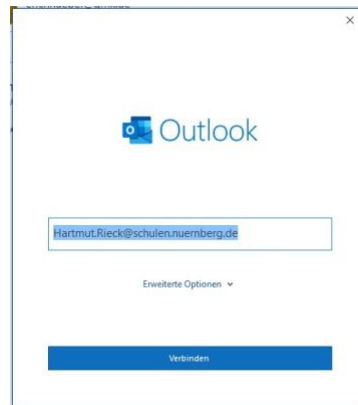 Outlook
Hartmut.Rieck@schulen.nuernberg.de
Erweiterte Optionen
Verbinden